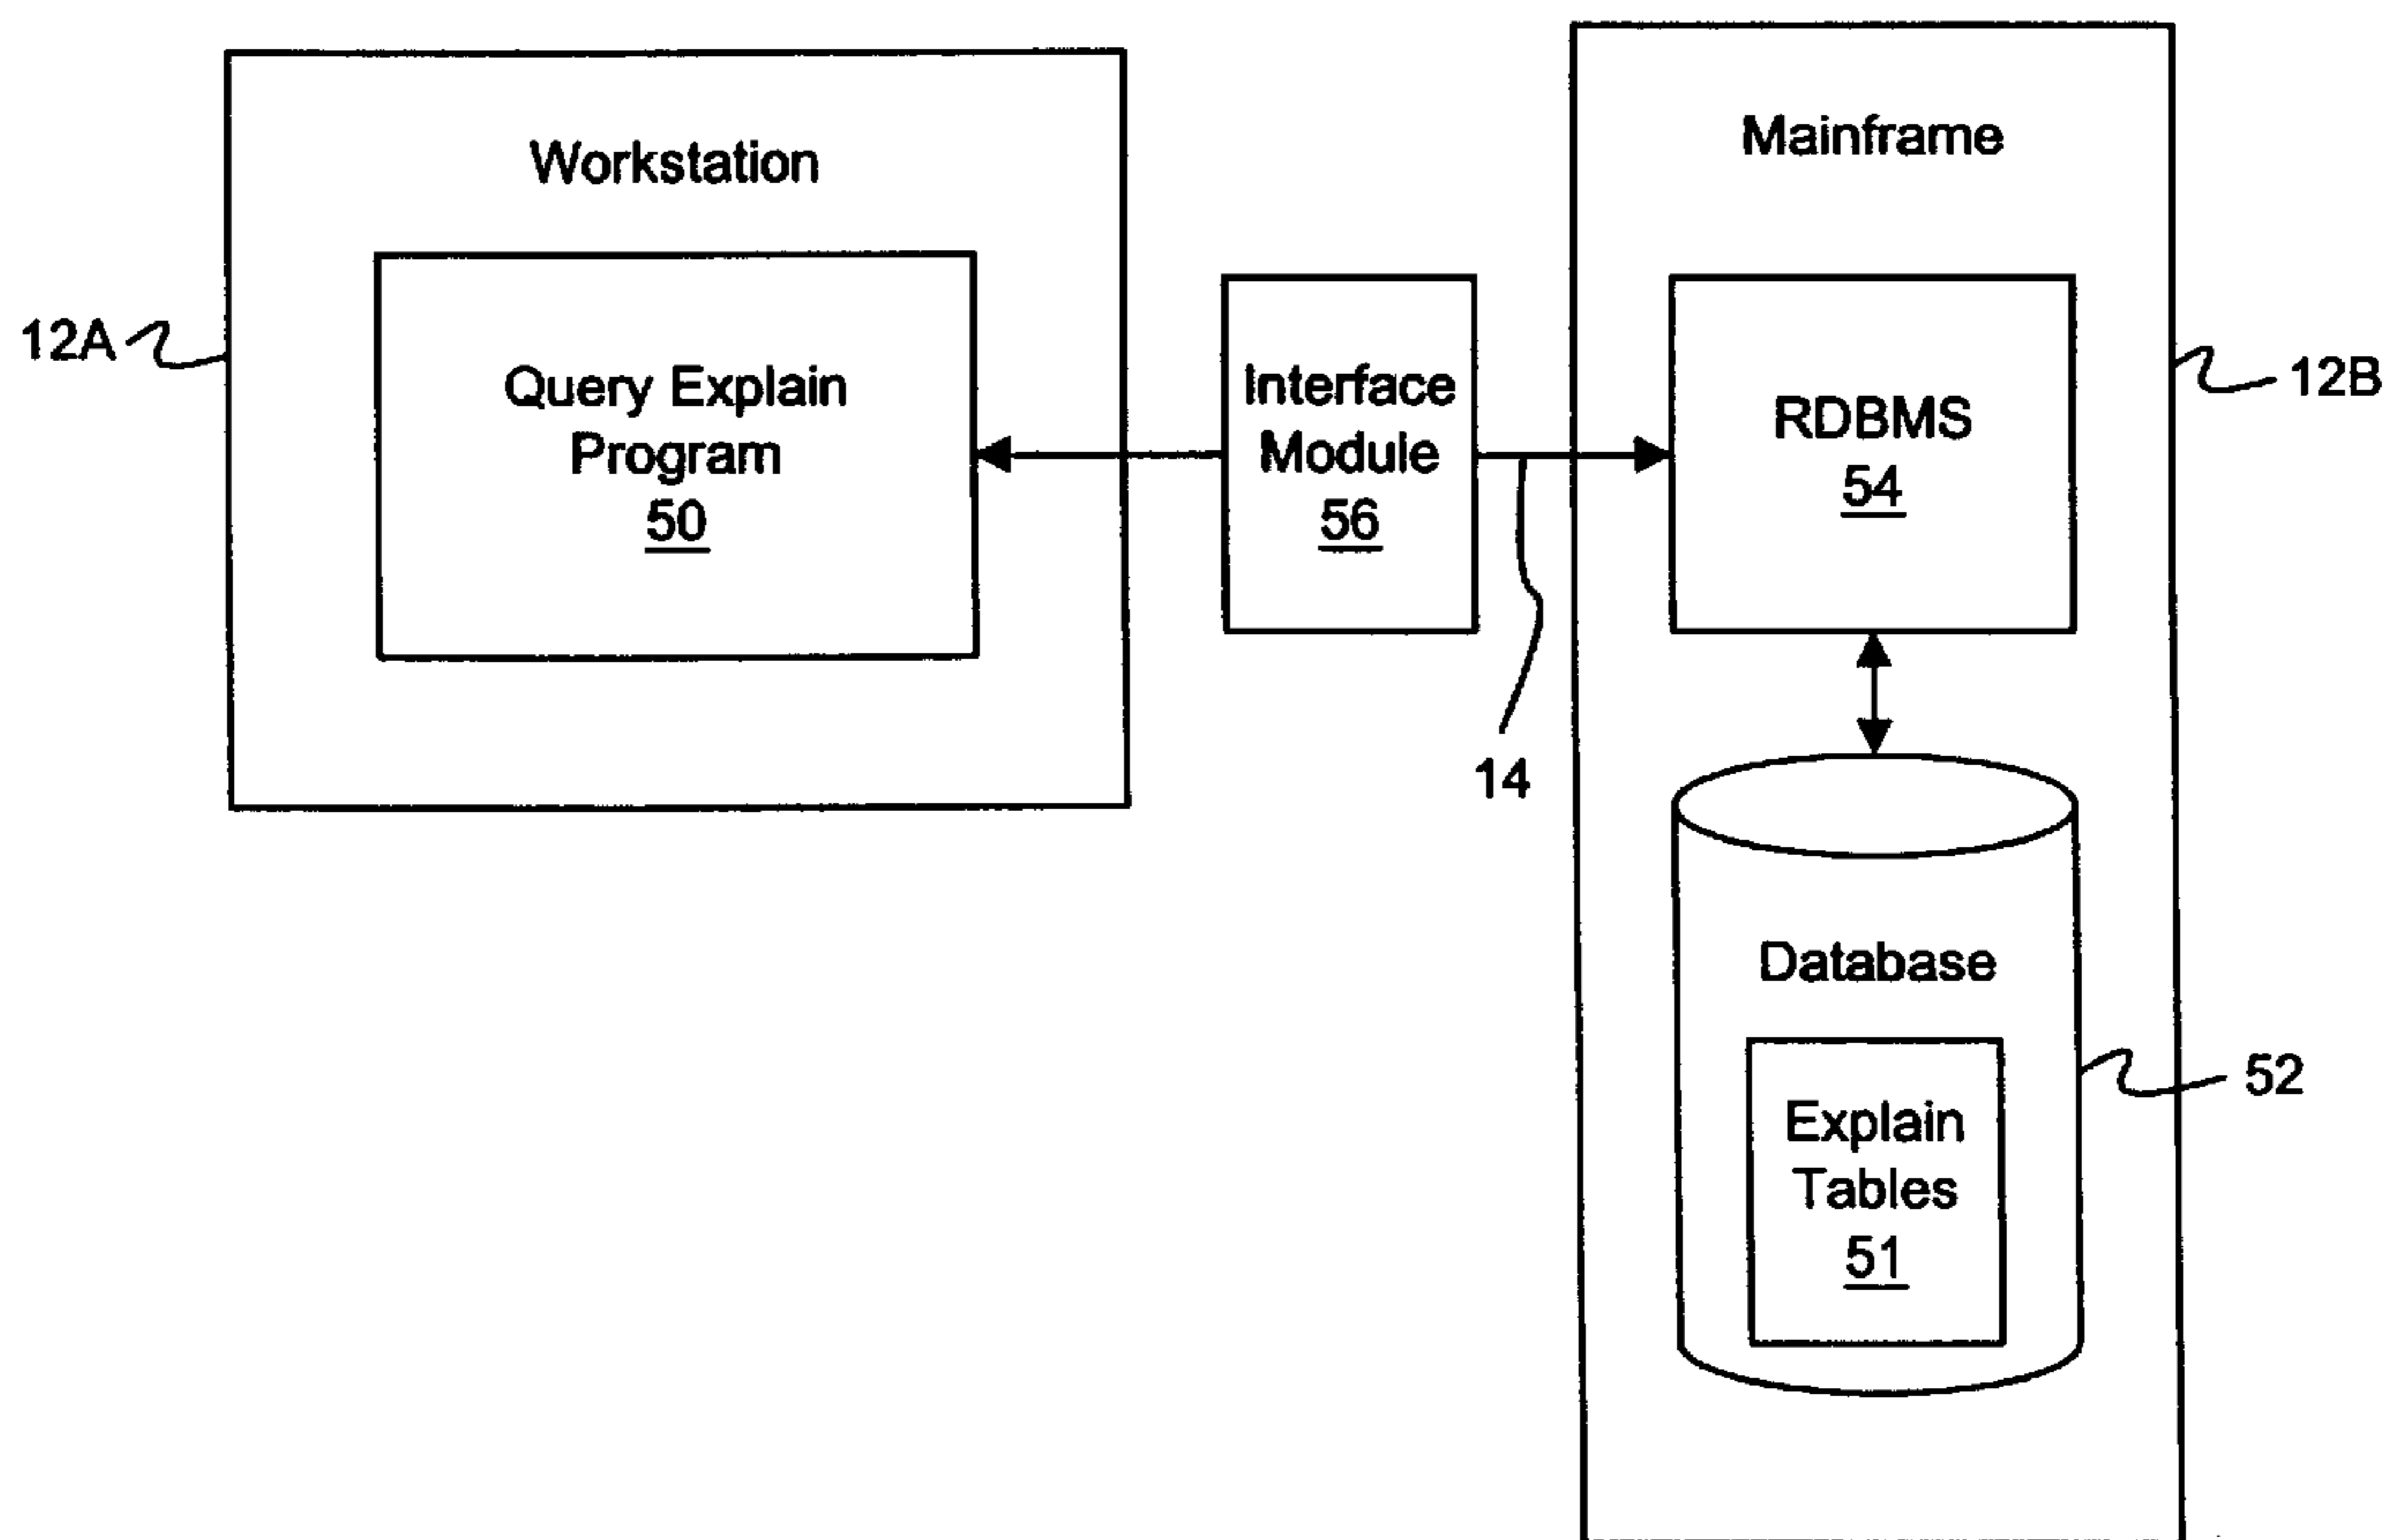 Workstation
Query Explain
Program
50
12A
Interface
Module
56
14
Mainframe
RDBMS
54
12B
Database
Explain
Tables
51
52